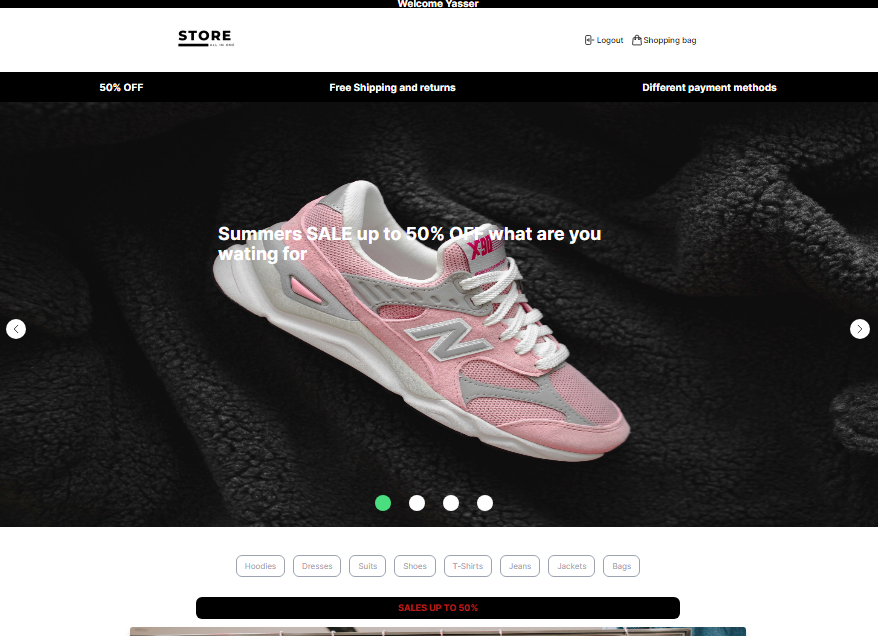 Welcome Yasser
STORE
ALL IN ONE
Logout
Shopping bag
50% OFF
Free Shipping and returns
Different payment methods
Summers SALE up to 50% OFF what are you
wating for
X-90
N
Hoodies
Dresses
Suits
Shoes
T-Shirts
Jeans
Jackets
Bags
SALES UP TO 50%